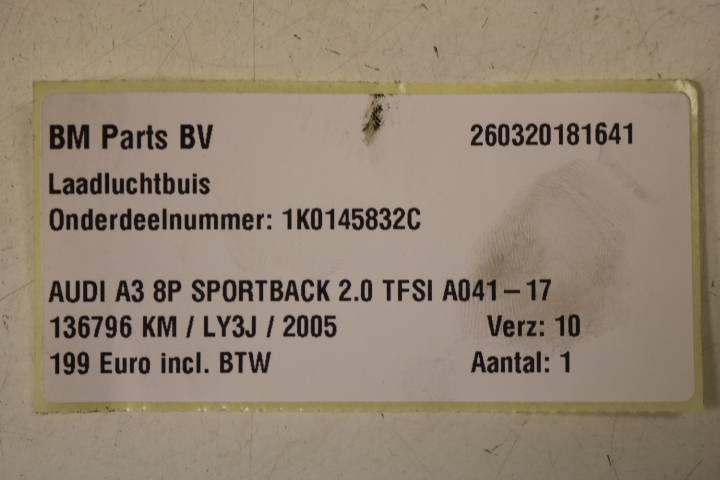 BM Parts BV 260320181641
Laadluchtbuis
Onderdeelnummer: 1K0145832C
AUDI A3 8P SPORTBACK 2.0 TFSI A041-17
136796 KM / LY3J / 2005 Verz: 10
199 Euro incl. BTW Aantal: 1